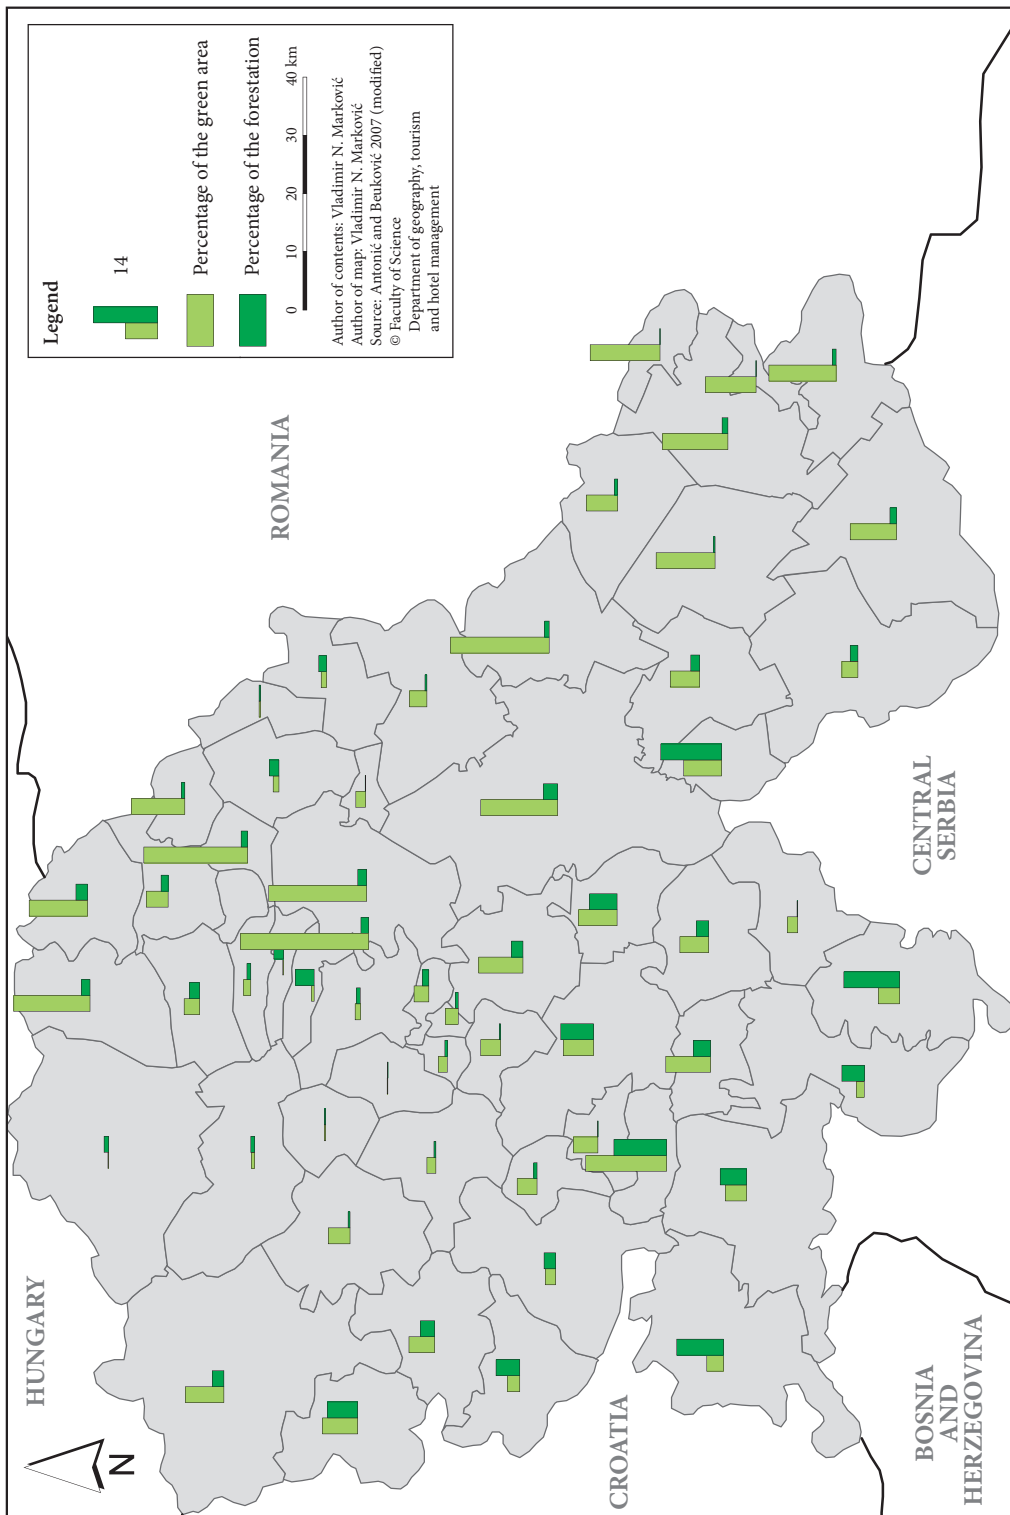 Legend
14
Percentage of the green area
Percentage of the forestation
0 10 20 30 40 km
Author of contents: Vladimir N. Marković
Author of map: Vladimir N. Marković
Source: Antonić and Beuković 2007 (modified)
© Faculty of Science
Department of geography, tourism
and hotel management
N
HUNGARY
ROMANIA
CROATIA
BOSNIA
AND
HERZEGOVINA
CENTRAL
SERBIA